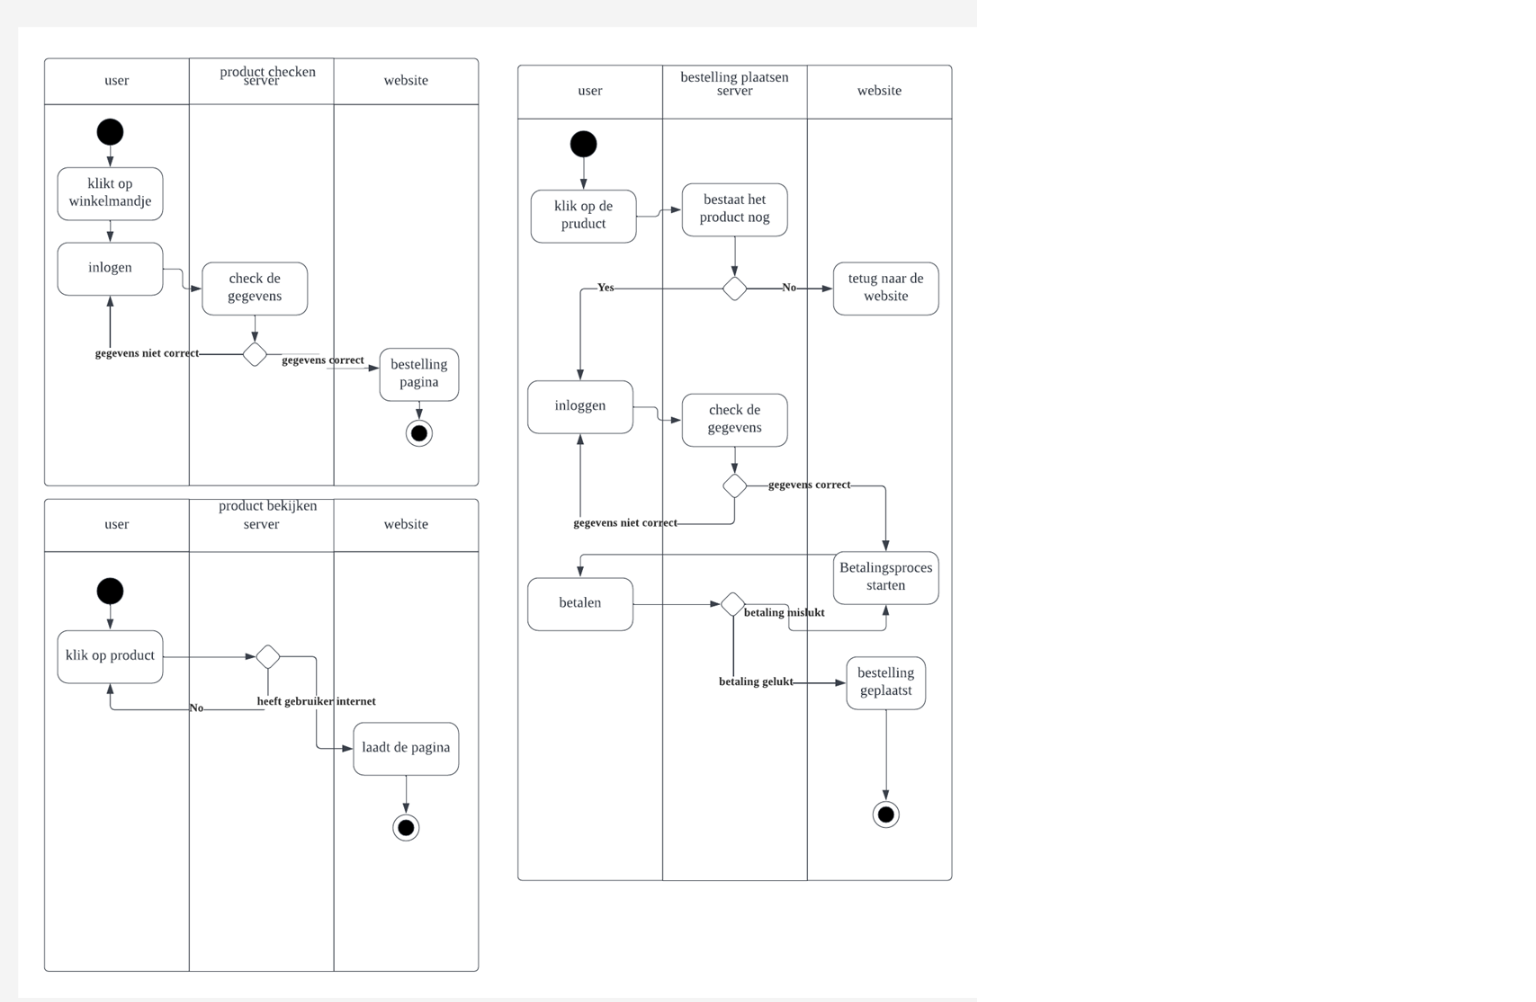 product checken
user
server
website
klikt op
winkelmandje
inlogen
check de
gegevens
gegevens niet correct
gegevens correct
bestelling
pagina
product bekijken
user
server
website
klik op product
heeft gebruiker internet
No
laadt de pagina
bestelling plaatsen
user
server
website
klik op de
pruduct
bestaat het
product nog
Yes
No
tetug naar de
website
inloggen
check de
gegevens
gegevens correct
gegevens niet correct
Betalingsproces
starten
betalen
betaling mislukt
betaling gelukt
bestelling
geplaatst